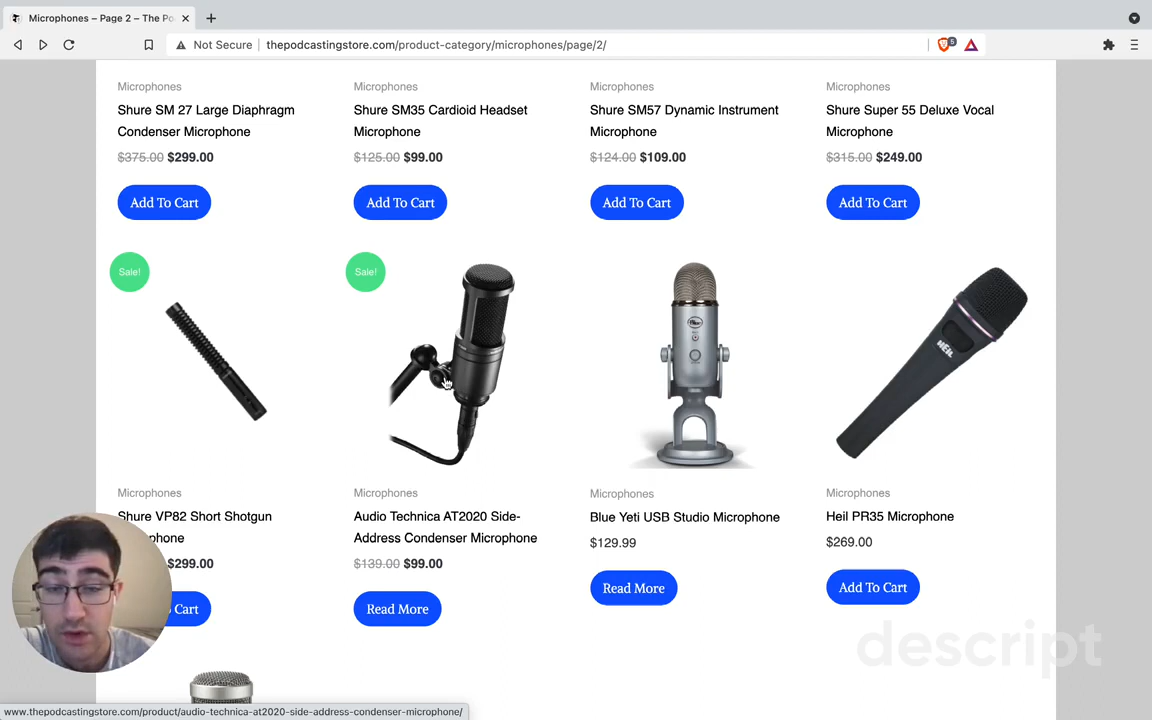 Microphones – Page 2 – The Po
Not Secure thepodcastingstore.com/product-category/microphones/page/2/
Microphones Microphones Microphones Microphones
Shure SM 27 Large Diaphragm Condenser Microphone
$375.00 $299.00
Add To Cart
Shure SM35 Cardioid Headset Microphone
$125.00 $99.00
Add To Cart
Shure SM57 Dynamic Instrument Microphone
$124.00 $109.00
Add To Cart
Shure Super 55 Deluxe Vocal Microphone
$315.00 $249.00
Add To Cart
Sale!
Sale!
HEIL
Microphones
Shure VP82 Short Shotgun
phone
$299.00
Cart
Microphones
Audio Technica AT2020 Side-
Address Condenser Microphone
$139.00 $99.00
Read More
Microphones
Blue Yeti USB Studio Microphone
$129.99
Read More
Microphones
Heil PR35 Microphone
$269.00
Add To Cart
descript
www.thepodcastingstore.com/product/audio-technica-at2020-side-address-condenser-microphone/